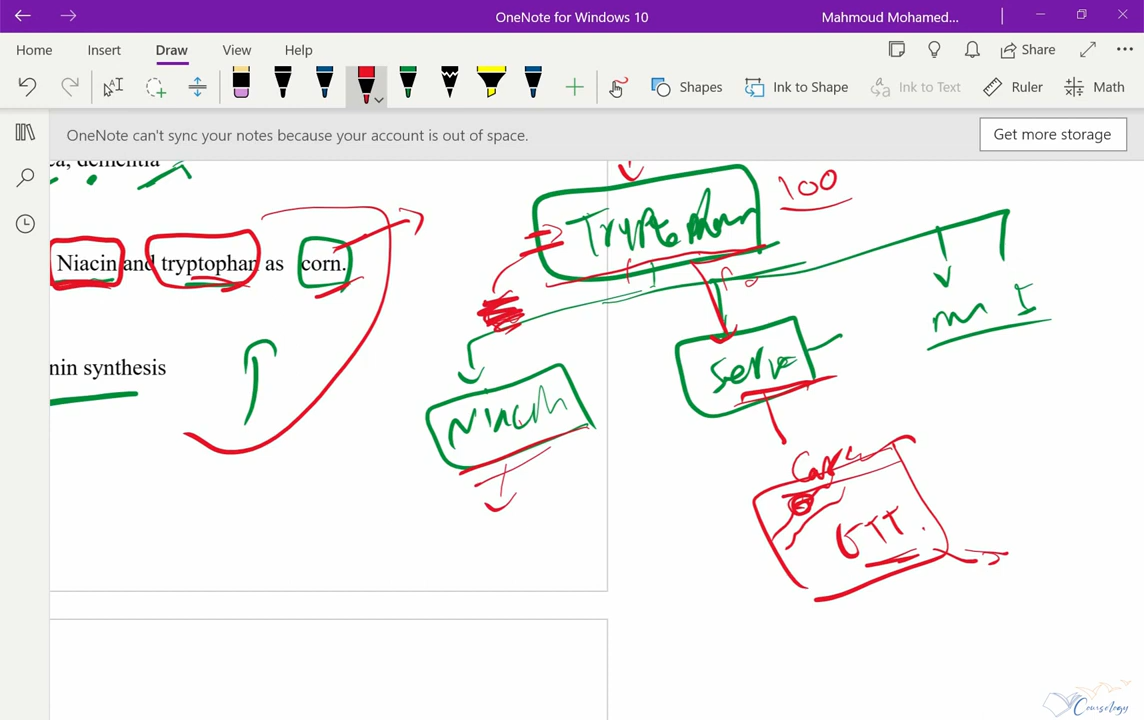 OneNote for Windows 10
Mahmoud Mohamed...
Home Insert Draw View Help
Share
Shapes Ink to Shape Ink to Text Ruler Math
OneNote can't sync your notes because your account is out of space.
Get more storage
ea, dementia
100
Tryptophan
Niacin and tryptophan as corn.
nin synthesis
Niacin
Coursology